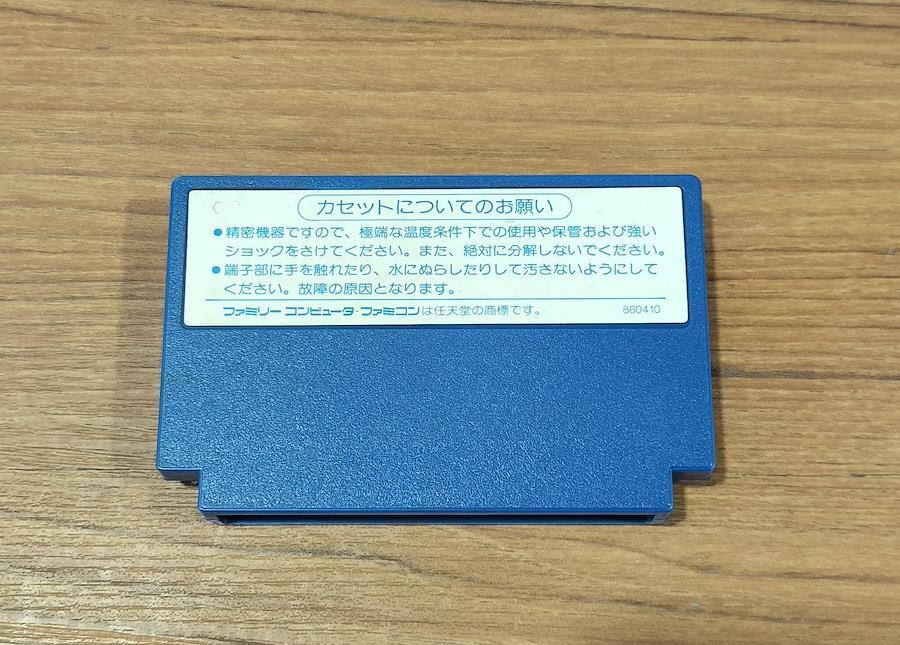 カセットについてのお願い
●精密機器ですので、極端な温度条件下での使用や保管および強い
ショックをさけてください。また、絶対に分解しないでください。
●端子部に手を触れたり、水にぬらしたりして汚さないようにして
ください。故障の原因となります。
ファミリー コンピュータ・ファミコンは任天堂の商標です。 860410